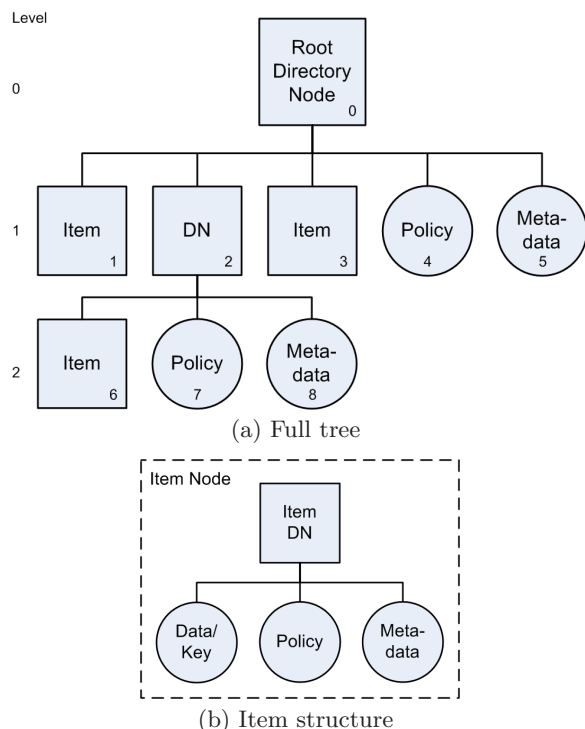 Level
0
Root
Directory
Node
0
1
Item
1
DN
2
Item
3
Policy
4
Meta-
data
5
2
Item
6
Policy
7
Meta-
data
8
(a) Full tree
Item Node
Item
DN
Data/
Key
Policy
Meta-
data
(b) Item structure